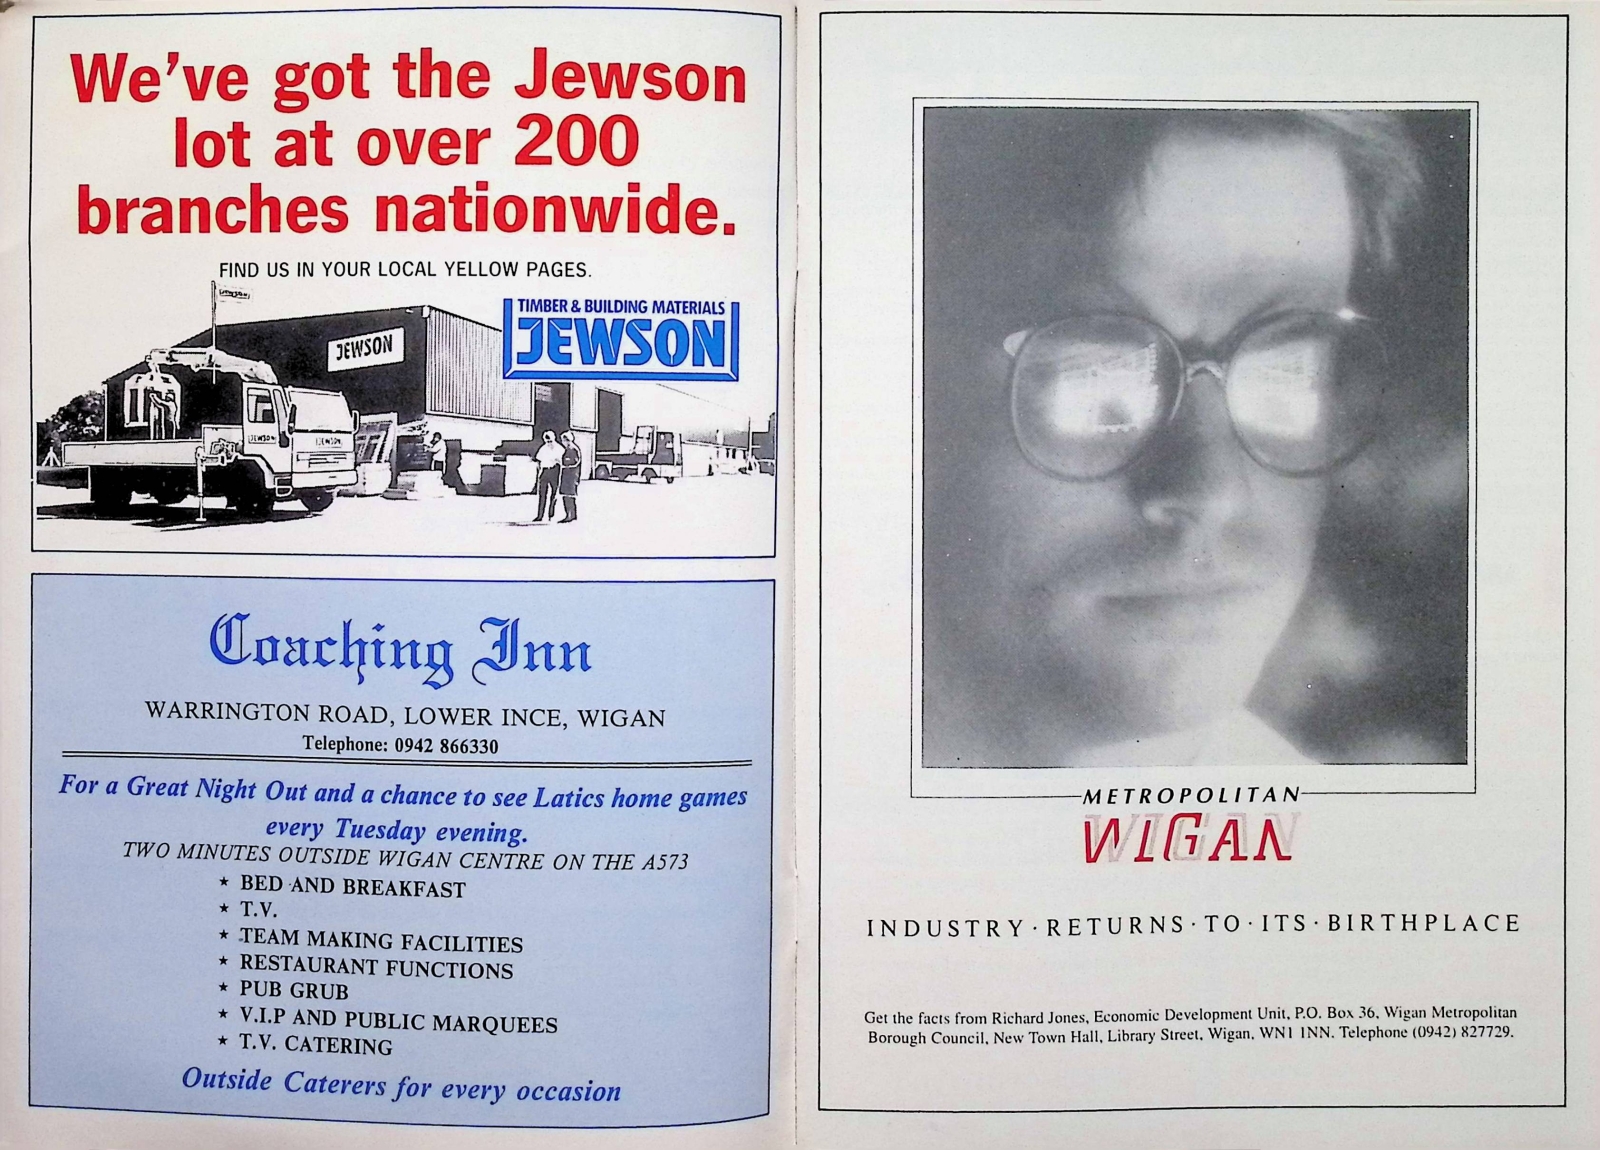 We've got the Jewson
lot at over 200
branches nationwide.
FIND US IN YOUR LOCAL YELLOW PAGES.
TIMBER & BUILDING MATERIALS
JEWSON
JEWSON
JEWSON
JEWSON
JEWSON
Coaching Inn
WARRINGTON ROAD, LOWER INCE, WIGAN
Telephone: 0942 866330
For a Great Night Out and a chance to see Latics home games
every Tuesday evening.
TWO MINUTES OUTSIDE WIGAN CENTRE ON THE A573
★ BED AND BREAKFAST
★ T.V.
★ TEAM MAKING FACILITIES
★ RESTAURANT FUNCTIONS
★ PUB GRUB
★ V.I.P AND PUBLIC MARQUEES
★ T.V. CATERING
Outside Caterers for every occasion
METROPOLITAN
WIGAN
INDUSTRY · RETURNS · TO · ITS · BIRTHPLACE
Get the facts from Richard Jones, Economic Development Unit, P.O. Box 36, Wigan Metropolitan
Borough Council, New Town Hall, Library Street, Wigan, WN1 1NN. Telephone (0942) 827729.